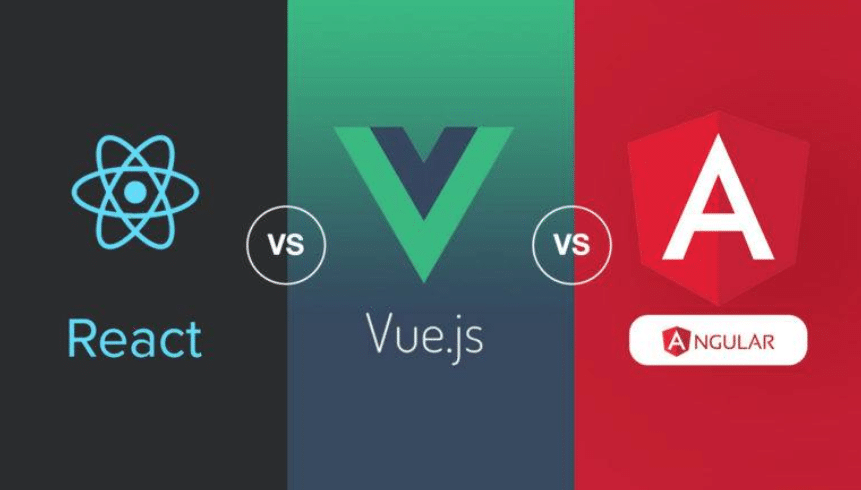 React
VS
Vue.js
VS
A
ANGULAR